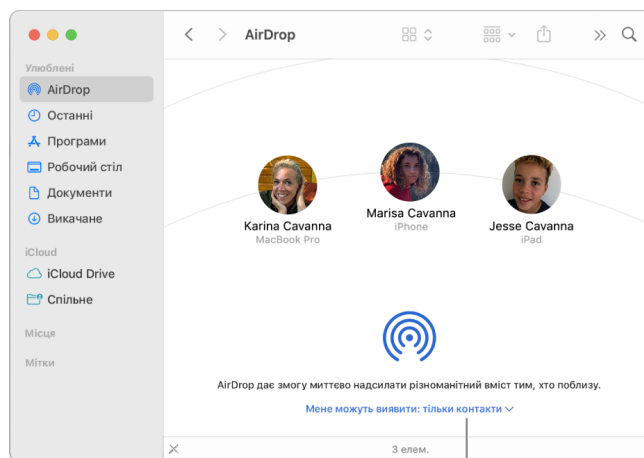 AirDrop
Улюблені
AirDrop
Останні
Програми
Робочий стіл
Документи
Викачане
iCloud
iCloud Drive
Спільне
Місця
Мітки
Karina Cavanna
MacBook Pro
Marisa Cavanna
iPhone
Jesse Cavanna
iPad
AirDrop дає змогу миттєво надсилати різноманітний вміст тим, хто поблизу.
Мене можуть виявити: тільки контакти
3 елем.